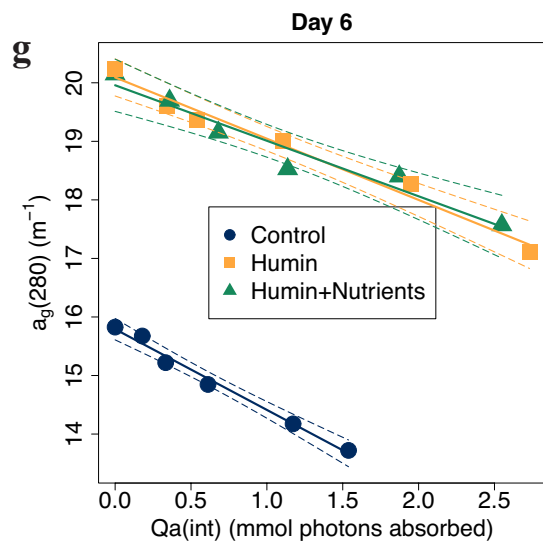 g
Day 6
a_g(280) (m⁻¹)
20
19
18
17
16
15
14
Control
Humin
Humin+Nutrients
0.0 0.5 1.0 1.5 2.0 2.5
Qa(int) (mmol photons absorbed)